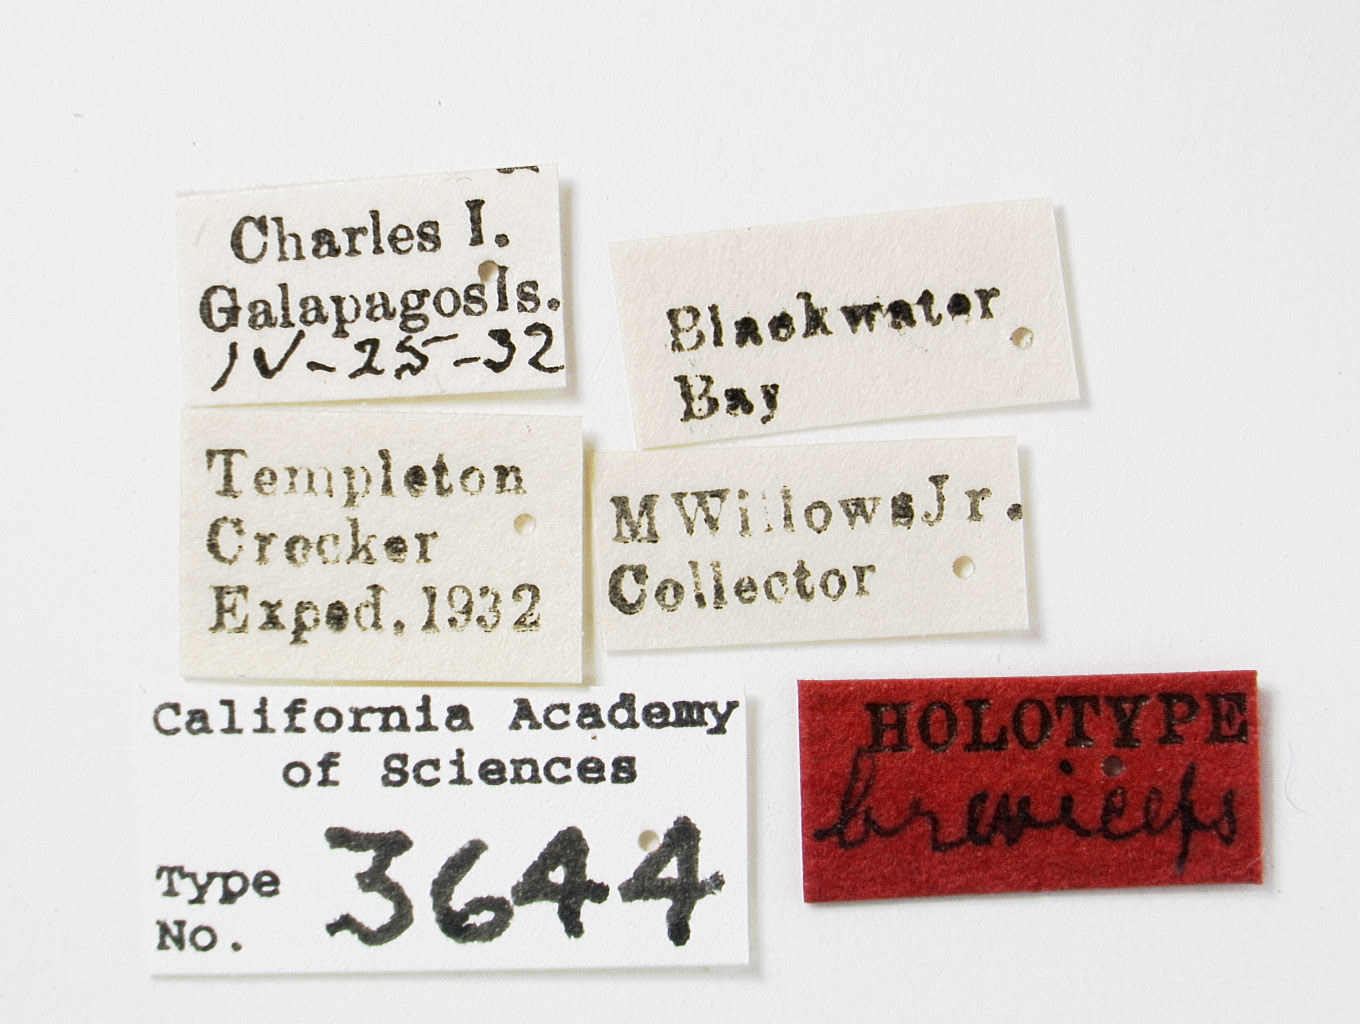 Charles I.
Galapagos Is.
IV-25-32
Blackwater
Bay
Templeton
Crocker
Exped. 1932
M Willows Jr.
Collector
California Academy
of Sciences
Type
No. 3644
HOLOTYPE
breviceps